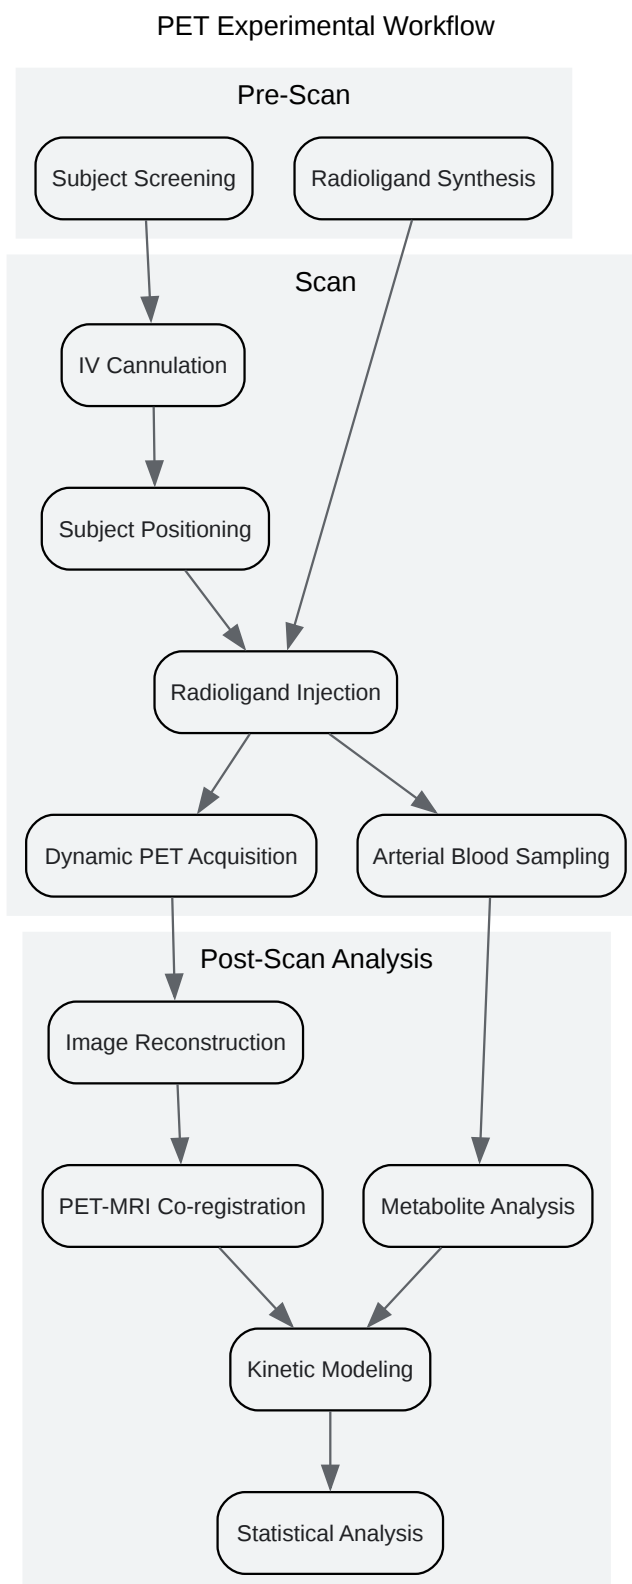 PET Experimental Workflow
Pre-Scan
Subject Screening
Radioligand Synthesis
Scan
IV Cannulation
Subject Positioning
Radioligand Injection
Dynamic PET Acquisition
Arterial Blood Sampling
Post-Scan Analysis
Image Reconstruction
PET-MRI Co-registration
Metabolite Analysis
Kinetic Modeling
Statistical Analysis